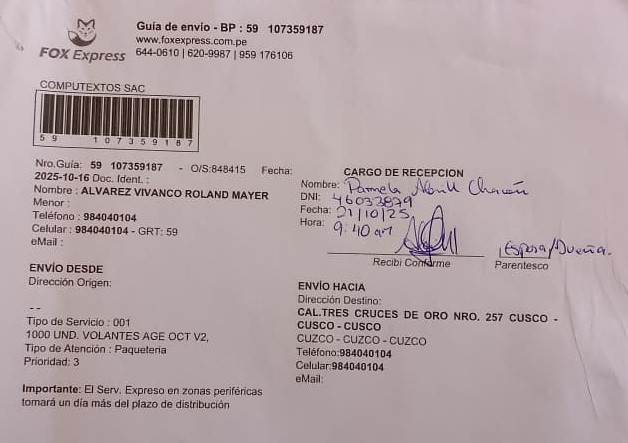 FOX Express
Guía de envío - BP : 59 107359187
www.foxexpress.com.pe
644-0610 | 620-9987 | 959 176106
COMPUTEXTOS SAC
59 107359187
Nro.Guía: 59 107359187 - O/S:848415 Fecha:
2025-10-16 Doc. Ident. :
Nombre : ALVAREZ VIVANCO ROLAND MAYER
Menor :
Teléfono : 984040104
Celular : 984040104 - GRT: 59
eMail :
CARGO DE RECEPCION
Nombre: Pamela
DNI: 46033879
Fecha: 21/10/25
Hora: 9:40 am
Recibi Conforme
Esposa/Dueña.
Parentesco
ENVÍO DESDE
Dirección Origen:
- -
Tipo de Servicio : 001
1000 UND. VOLANTES AGE OCT V2,
Tipo de Atención : Paqueteria
Prioridad: 3
Importante: El Serv. Expreso en zonas periféricas
tomará un día más del plazo de distribución
ENVÍO HACIA
Dirección Destino:
CAL.TRES CRUCES DE ORO NRO. 257 CUSCO -
CUSCO - CUSCO
CUZCO - CUZCO - CUZCO
Teléfono:984040104
Celular:984040104
eMail: